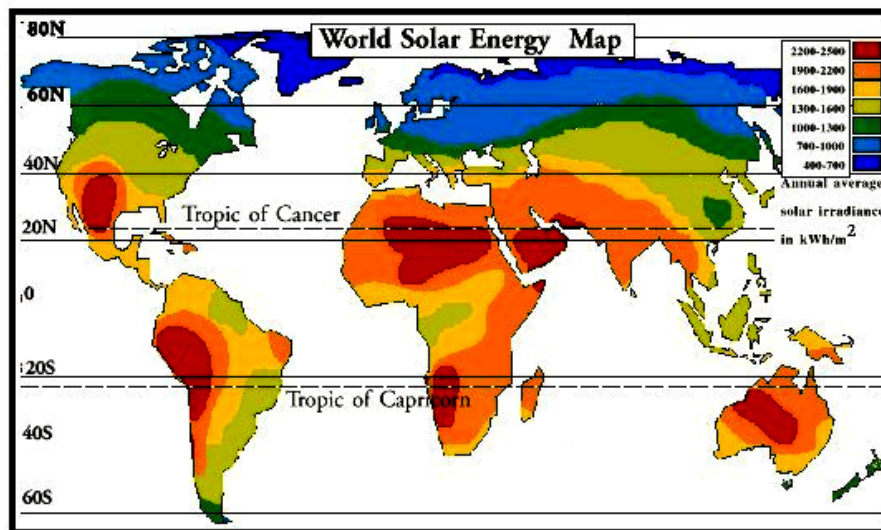 World Solar Energy Map
80N
60N
40N
20N
0
20S
40S
60S
Tropic of Cancer
Tropic of Capricorn
2200-2500
1900-2200
1600-1900
1300-1600
1000-1300
700-1000
400-700
Annual average
solar irradiance
in kWh/m2